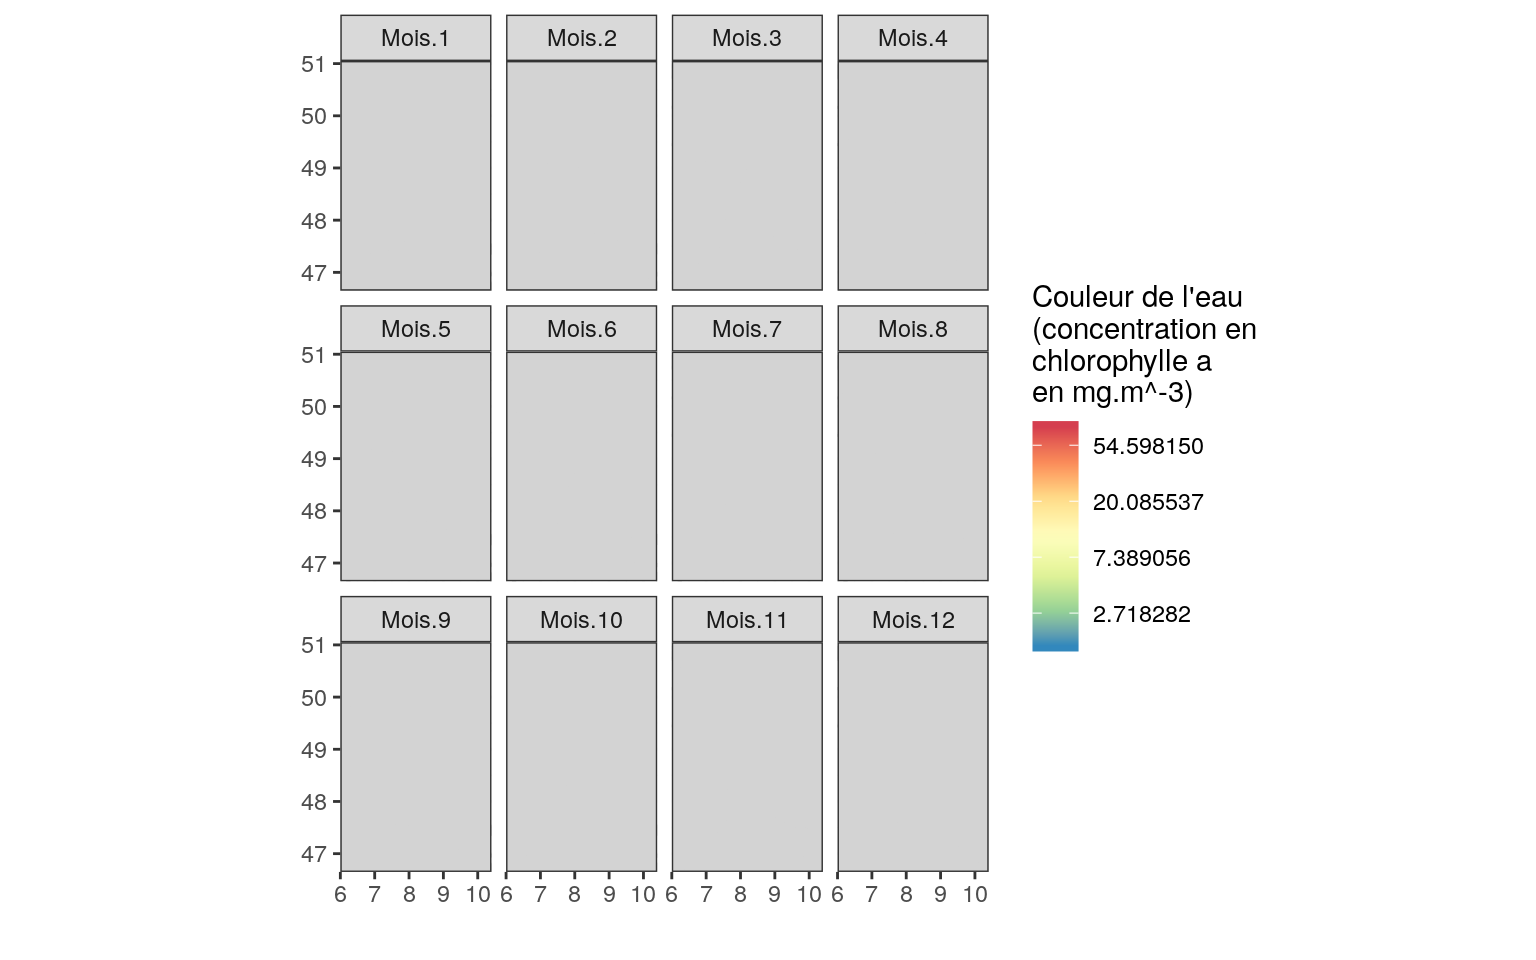 Mois.1 Mois.2 Mois.3 Mois.4
51
50
49
48
47
Mois.5 Mois.6 Mois.7 Mois.8
51
50
49
48
47
Mois.9 Mois.10 Mois.11 Mois.12
51
50
49
48
47
6 7 8 9 10 6 7 8 9 10 6 7 8 9 10 6 7 8 9 10
Couleur de l'eau
(concentration en
chlorophylle a
en mg.m^-3)
54.598150
20.085537
7.389056
2.718282